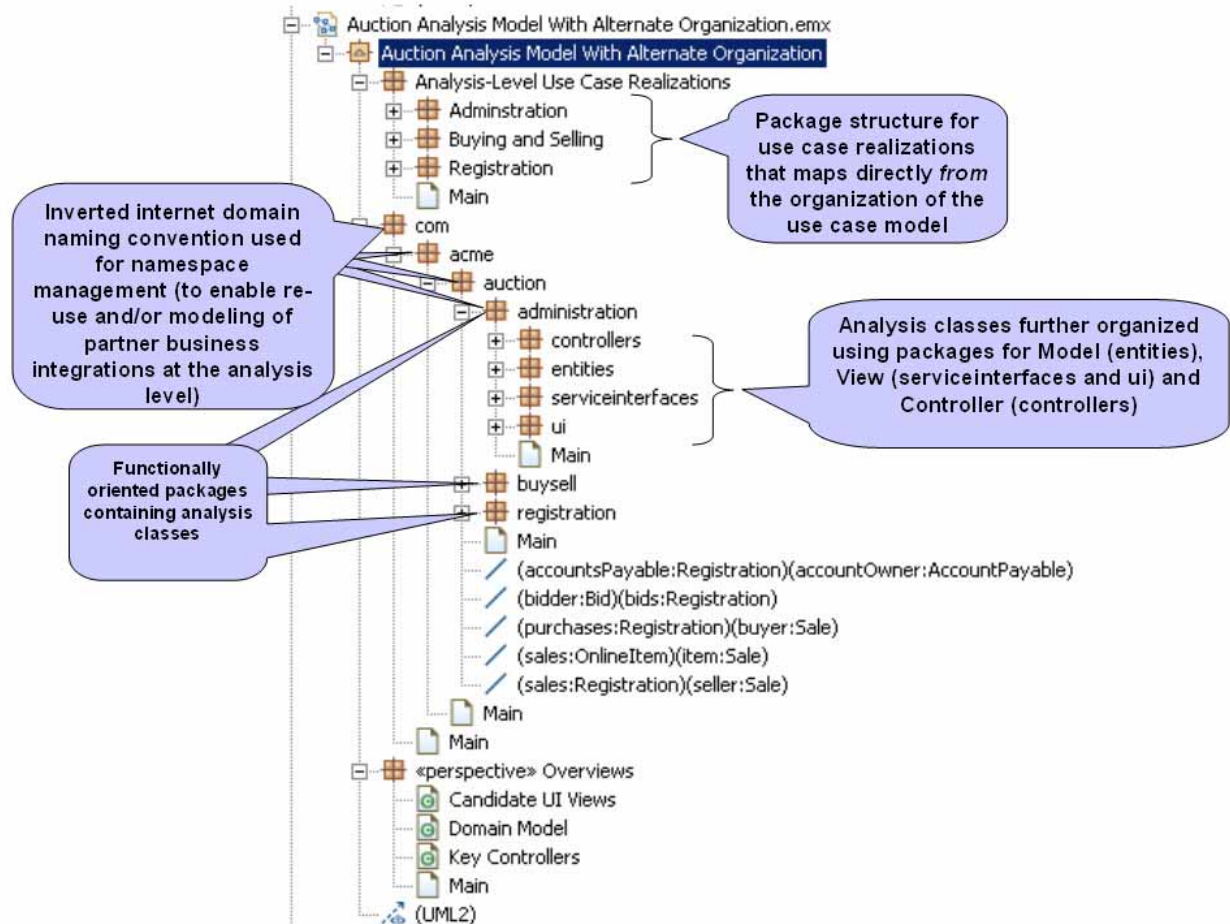 Auction Analysis Model With Alternate Organization.emx
Auction Analysis Model With Alternate Organization
Analysis-Level Use Case Realizations
Adminstration
Buying and Selling
Registration
Main
com
acme
auction
administration
controllers
entities
serviceinterfaces
ui
Main
buysell
registration
Main
(accountsPayable:Registration)(accountOwner:AccountPayable)
(bidder:Bid)(bids:Registration)
(purchases:Registration)(buyer:Sale)
(sales:OnlineItem)(item:Sale)
(sales:Registration)(seller:Sale)
Main
Main
«perspective» Overviews
Candidate UI Views
Domain Model
Key Controllers
Main
(UML2)
Package structure for
use case realizations
that maps directly from
the organization of the
use case model
Inverted internet domain
naming convention used
for namespace
management (to enable re-
use and/or modeling of
partner business
integrations at the analysis
level)
Analysis classes further organized
using packages for Model (entities),
View (serviceinterfaces and ui) and
Controller (controllers)
Functionally
oriented packages
containing analysis
classes